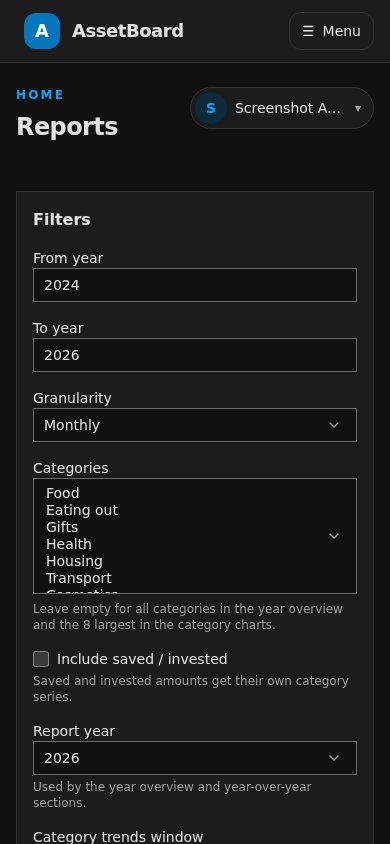 A AssetBoard
☰ Menu
HOME
Reports
S Screenshot A... ▾
Filters
From year
2024
To year
2026
Granularity
Monthly
Categories
Food
Eating out
Gifts
Health
Housing
Transport
Leave empty for all categories in the year overview
and the 8 largest in the category charts.
Include saved / invested
Saved and invested amounts get their own category
series.
Report year
2026
Used by the year overview and year-over-year
sections.
Category trends window